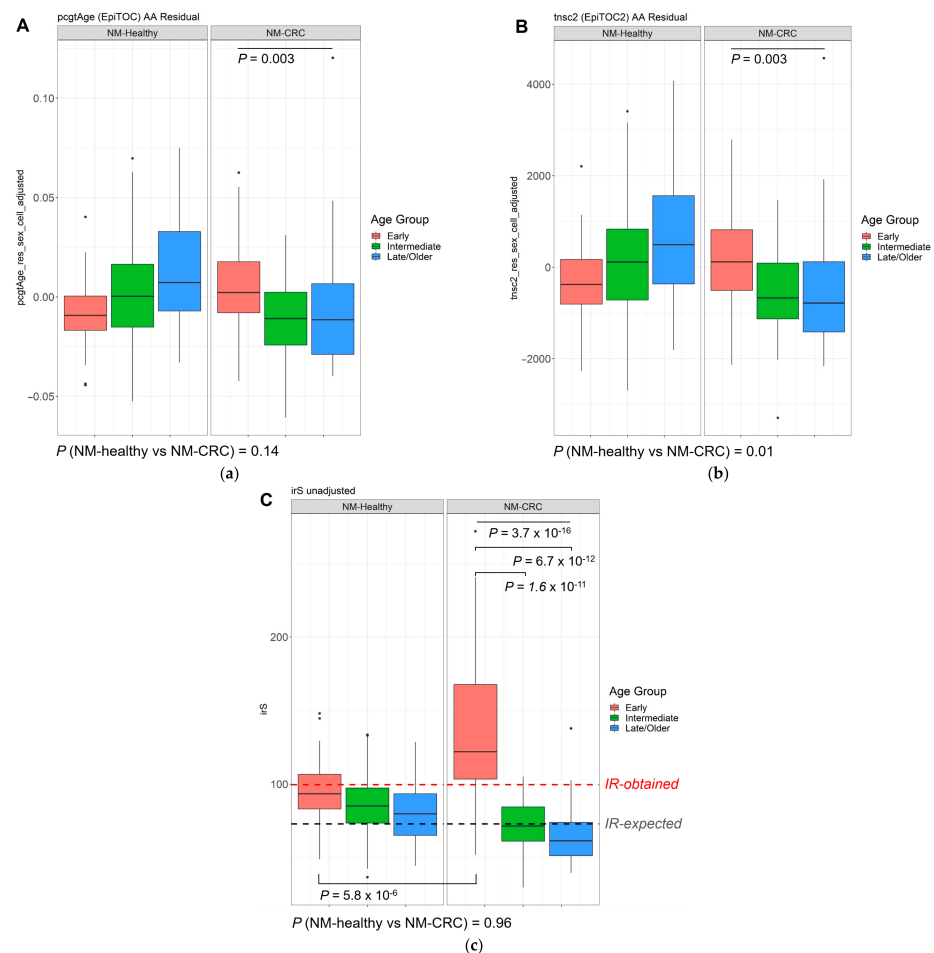 A
pcgtAge (EpiTOC) AA Residual
NM-Healthy
NM-CRC
P = 0.003
0.10
0.05
0.00
−0.05
pcgtAge_res_sex_cell_adjusted
Age Group
Early
Intermediate
Late/Older
P (NM-healthy vs NM-CRC) = 0.14
(a)
B
tnsc2 (EpiTOC2) AA Residual
NM-Healthy
NM-CRC
P = 0.003
4000
2000
0
−2000
tnsc2_res_sex_cell_adjusted
Age Group
Early
Intermediate
Late/Older
P (NM-healthy vs NM-CRC) = 0.01
(b)
C
irS unadjusted
NM-Healthy
NM-CRC
P = 3.7 x 10-16
P = 6.7 x 10-12
P = 1.6 x 10-11
200
100
irS
Age Group
Early
Intermediate
Late/Older
IR-obtained
IR-expected
P = 5.8 x 10-6
P (NM-healthy vs NM-CRC) = 0.96
(c)